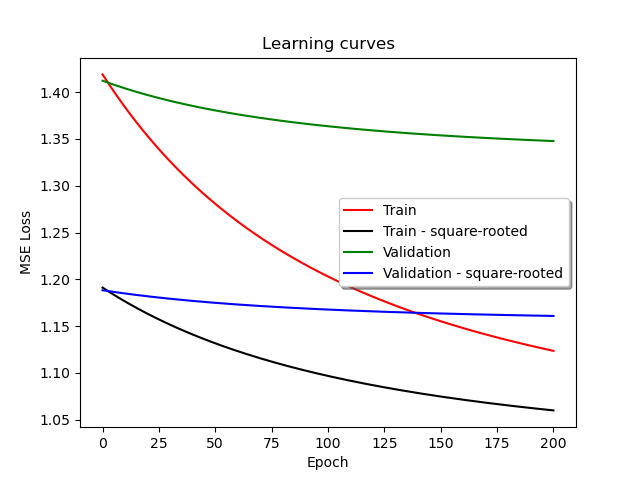 Learning curves
MSE Loss
1.40
1.35
1.30
1.25
1.20
1.15
1.10
1.05
Train
Train - square-rooted
Validation
Validation - square-rooted
0 25 50 75 100 125 150 175 200
Epoch